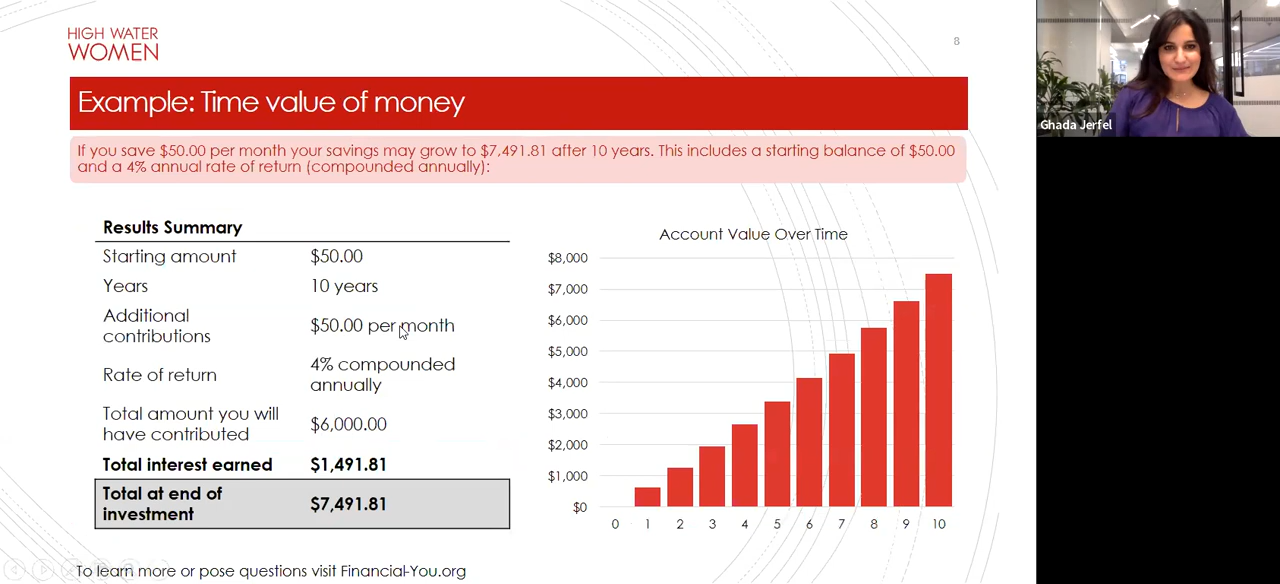 HIGH WATER
WOMEN
8
Example: Time value of money
If you save $50.00 per month your savings may grow to $7,491.81 after 10 years. This includes a starting balance of $50.00
and a 4% annual rate of return (compounded annually):
Results Summary
Starting amount $50.00
Years 10 years
Additional
contributions
$50.00 per month
Rate of return
4% compounded
annually
Total amount you will
have contributed
$6,000.00
Total interest earned $1,491.81
Total at end of
investment
$7,491.81
Account Value Over Time
$8,000
$7,000
$6,000
$5,000
$4,000
$3,000
$2,000
$1,000
$0
0 1 2 3 4 5 6 7 8 9 10
To learn more or pose questions visit Financial-You.org
Ghada Jerfel